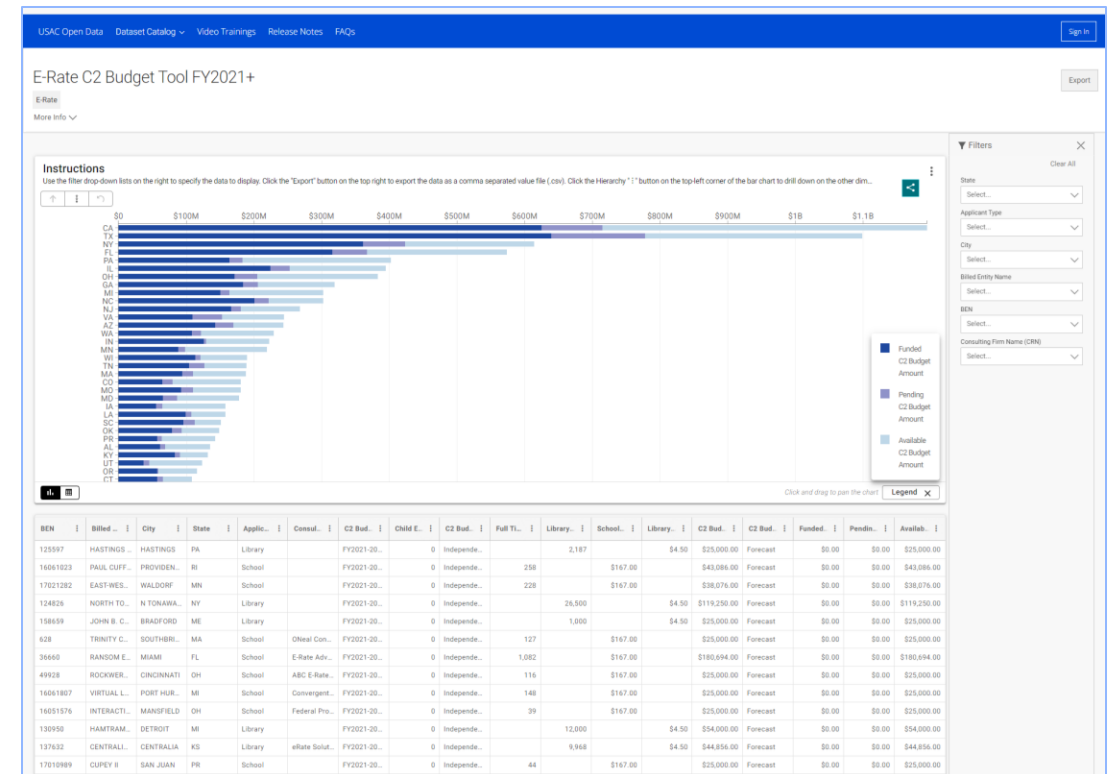 USAC Open Data Dataset Catalog Video Trainings Release Notes FAQs Sign In
E-Rate C2 Budget Tool FY2021+
Export
E-Rate
More Info
Filters
Clear All
Instructions
Use the filter drop-down lists on the right to specify the data to display. Click the "Export" button on the top right to export the data as a comma separated value file (.csv). Click the Hierarchy "⋮" button on the top-left corner of the bar chart to drill down on the other dim...
State
Select...
Applicant Type
Select...
City
Select...
Billed Entity Name
Select...
BEN
Select...
Consulting Firm Name (CRN)
Select...
$0 $100M $200M $300M $400M $500M $600M $700M $800M $900M $1B $1.1B
CA
TX
NY
FL
PA
IL
OH
GA
MI
NC
NJ
VA
AZ
WA
IN
MN
WI
TN
MA
CO
MO
MD
IA
LA
SC
OK
PR
AL
KY
UT
OR
CT
Funded
C2 Budget
Amount
Pending
C2 Budget
Amount
Available
C2 Budget
Amount
Click and drag to pan the chart Legend X
BEN Billed ... City State Applic... Consul... C2 Bud... Child E... C2 Bud... Full Ti... Library... School... Library... C2 Bud... C2 Bud... Funded... Pendin... Availab...
125597 HASTINGS ... HASTINGS PA Library FY2021-20... 0 Independe... 2,187 $4.50 $25,000.00 Forecast $0.00 $0.00 $25,000.00
16061023 PAUL CUFF... PROVIDEN... RI School FY2021-20... 0 Independe... 258 $167.00 $43,086.00 Forecast $0.00 $0.00 $43,086.00
17021282 EAST-WES... WALDORF MN School FY2021-20... 0 Independe... 228 $167.00 $38,076.00 Forecast $0.00 $0.00 $38,076.00
124826 NORTH TO... N TONAWA... NY Library FY2021-20... 0 Independe... 26,500 $4.50 $119,250.00 Forecast $0.00 $0.00 $119,250.00
158659 JOHN B. C... BRADFORD ME Library FY2021-20... 0 Independe... 1,000 $4.50 $25,000.00 Forecast $0.00 $0.00 $25,000.00
628 TRINITY C... SOUTHBRI... MA School ONeal Con... FY2021-20... 0 Independe... 127 $167.00 $25,000.00 Forecast $0.00 $0.00 $25,000.00
36660 RANSOM E... MIAMI FL School E-Rate Adv... FY2021-20... 0 Independe... 1,082 $167.00 $180,694.00 Forecast $0.00 $0.00 $180,694.00
49928 ROCKWER... CINCINNATI OH School ABC E-Rate... FY2021-20... 0 Independe... 116 $167.00 $25,000.00 Forecast $0.00 $0.00 $25,000.00
16061807 VIRTUAL L... PORT HUR... MI School Convergent... FY2021-20... 0 Independe... 148 $167.00 $25,000.00 Forecast $0.00 $0.00 $25,000.00
16051576 INTERACTI... MANSFIELD OH School Federal Pro... FY2021-20... 0 Independe... 39 $167.00 $25,000.00 Forecast $0.00 $0.00 $25,000.00
130950 HAMTRAM... DETROIT MI Library FY2021-20... 0 Independe... 12,000 $4.50 $54,000.00 Forecast $0.00 $0.00 $54,000.00
137632 CENTRALI... CENTRALIA KS Library eRate Solut... FY2021-20... 0 Independe... 9,968 $4.50 $44,856.00 Forecast $0.00 $0.00 $44,856.00
17010989 CUPEY II SAN JUAN PR School FY2021-20... 0 Independe... 44 $167.00 $25,000.00 Forecast $0.00 $0.00 $25,000.00